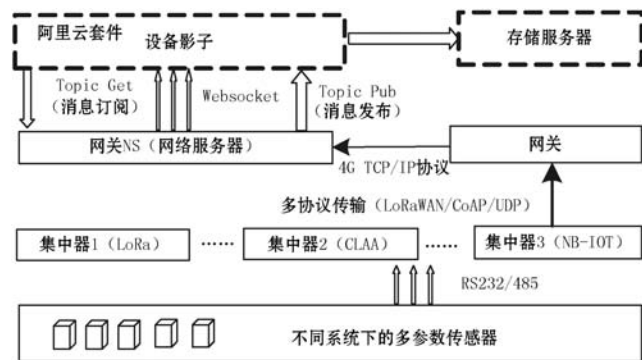 阿里云套件
设备影子
存储服务器
Topic Get
(消息订阅)
Websocket
Topic Pub
(消息发布)
网关NS(网络服务器)
网关
4G TCP/IP协议
多协议传输(LoRaWAN/CoAP/UDP)
集中器1(LoRa)
……
集中器2(CLAA)
……
集中器3(NB-IOT)
RS232/485
不同系统下的多参数传感器